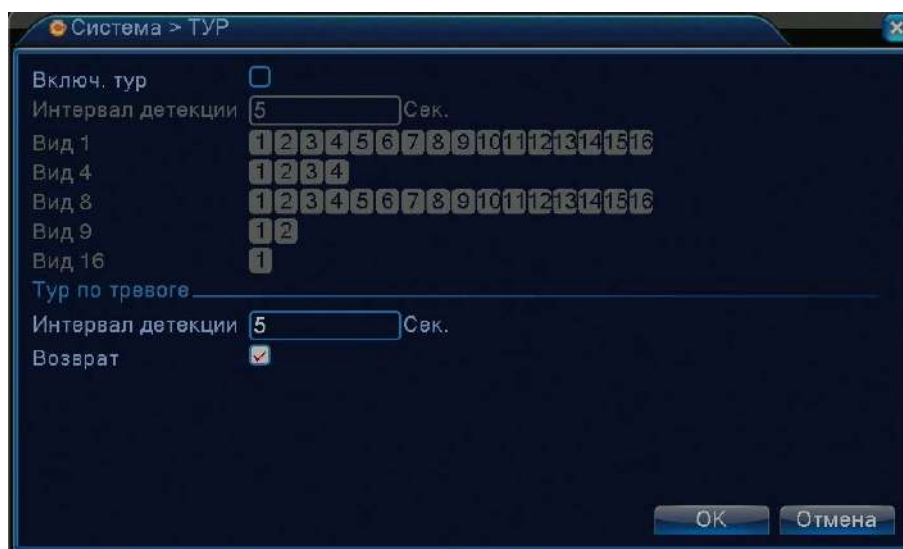 Система > ТУР
Включ. тур
Интервал детекции 5 Сек.
Вид 1 1 2 3 4 5 6 7 8 9 10 11 12 13 14 15 16
Вид 4 1 2 3 4
Вид 8 1 2 3 4 5 6 7 8 9 10 11 12 13 14 15 16
Вид 9 1 2
Вид 16 1
Тур по тревоге
Интервал детекции 5 Сек.
Возврат
OK Отмена